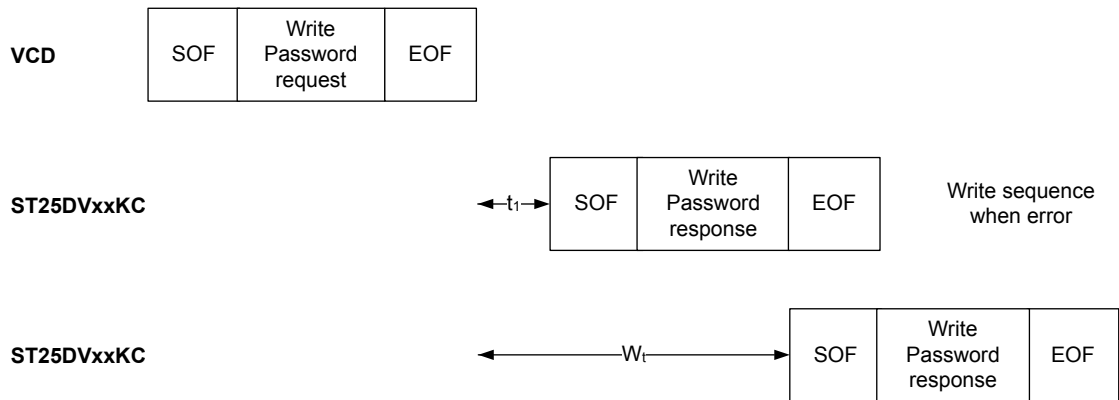 VCD
SOF
Write
Password
request
EOF
ST25DVxxKC
t1
SOF
Write
Password
response
EOF
Write sequence
when error
ST25DVxxKC
Wt
SOF
Write
Password
response
EOF